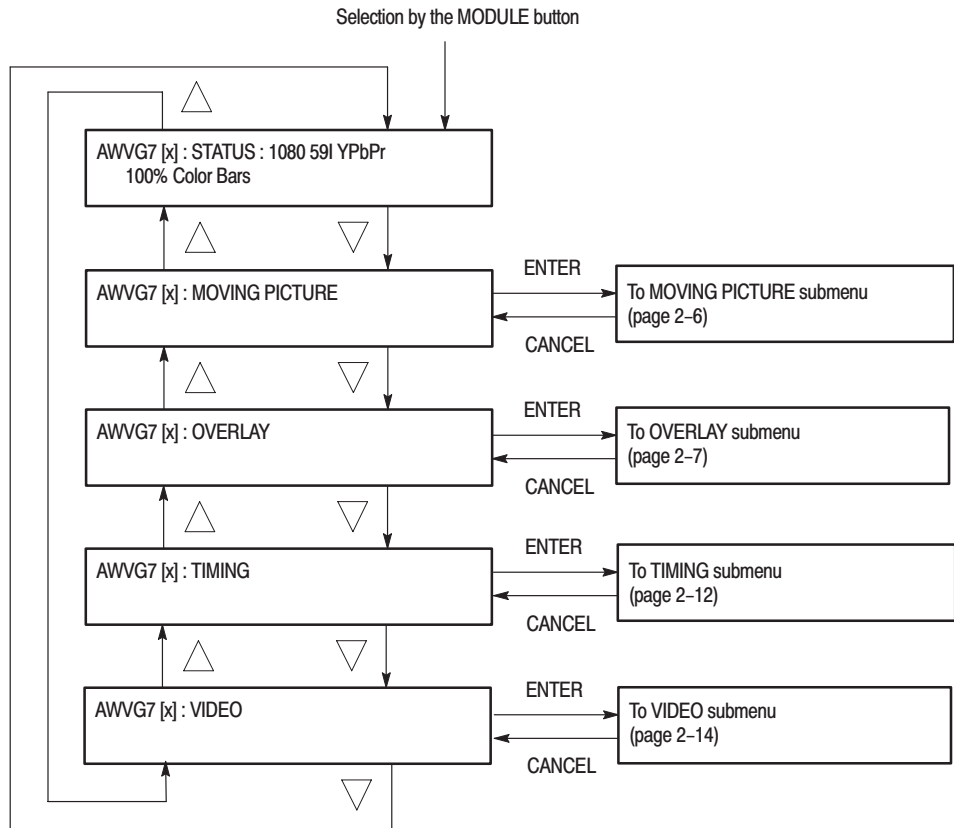 Selection by the MODULE button
AWVG7 [x] : STATUS : 1080 59I YPbPr
100% Color Bars
AWVG7 [x] : MOVING PICTURE
ENTER
CANCEL
To MOVING PICTURE submenu
(page 2–6)
AWVG7 [x] : OVERLAY
ENTER
CANCEL
To OVERLAY submenu
(page 2–7)
AWVG7 [x] : TIMING
ENTER
CANCEL
To TIMING submenu
(page 2–12)
AWVG7 [x] : VIDEO
ENTER
CANCEL
To VIDEO submenu
(page 2–14)